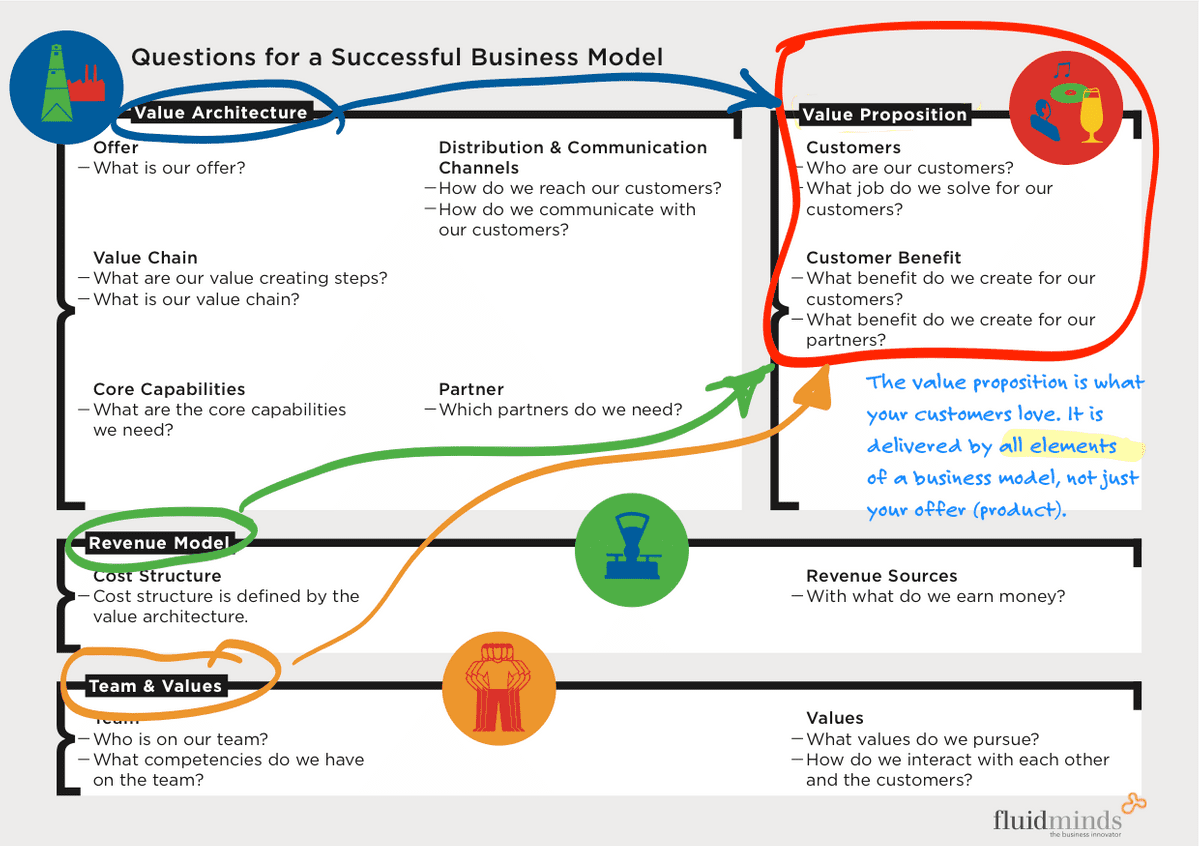 Questions for a Successful Business Model
Value Architecture
Offer
— What is our offer?
Value Chain
— What are our value creating steps?
— What is our value chain?
Core Capabilities
— What are the core capabilities
we need?
Distribution & Communication
Channels
— How do we reach our customers?
— How do we communicate with
our customers?
Partner
— Which partners do we need?
Value Proposition
Customers
— Who are our customers?
— What job do we solve for our
customers?
Customer Benefit
— What benefit do we create for our
customers?
— What benefit do we create for our
partners?
The value proposition is what
your customers love. It is
delivered by all elements
of a business model, not just
your offer (product).
Revenue Model
Cost Structure
— Cost structure is defined by the
value architecture.
Revenue Sources
— With what do we earn money?
Team & Values
Team
— Who is on our team?
— What competencies do we have
on the team?
Values
— What values do we pursue?
— How do we interact with each other
and the customers?
fluidminds
the business innovator